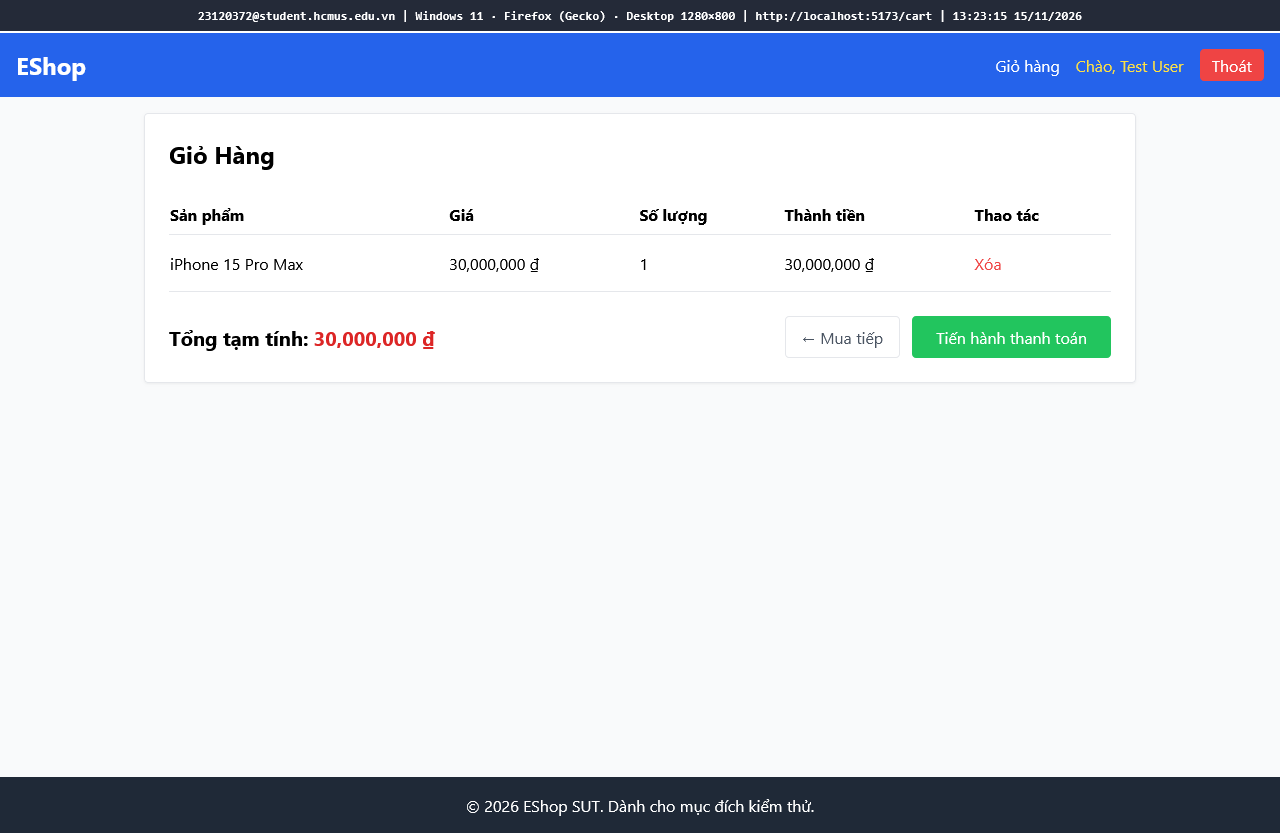 23120372@student.hcmus.edu.vn | Windows 11 · Firefox (Gecko) · Desktop 1280×800 | http://localhost:5173/cart | 13:23:15 15/11/2026
EShop Giỏ hàng Chào, Test User Thoát
Giỏ Hàng
Sản phẩm Giá Số lượng Thành tiền Thao tác
iPhone 15 Pro Max 30,000,000 ₫ 1 30,000,000 ₫ Xóa
Tổng tạm tính: 30,000,000 ₫ ← Mua tiếp Tiến hành thanh toán
© 2026 EShop SUT. Dành cho mục đích kiểm thử.